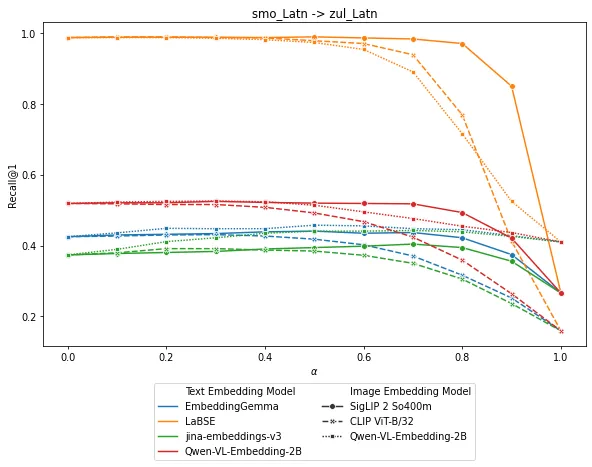 smo_Latn -> zul_Latn
Recall@1
1.0
0.8
0.6
0.4
0.2
0.0 0.2 0.4 0.6 0.8 1.0
α
Text Embedding Model
EmbeddingGemma
LaBSE
jina-embeddings-v3
Qwen-VL-Embedding-2B
Image Embedding Model
SigLIP 2 So400m
CLIP ViT-B/32
Qwen-VL-Embedding-2B